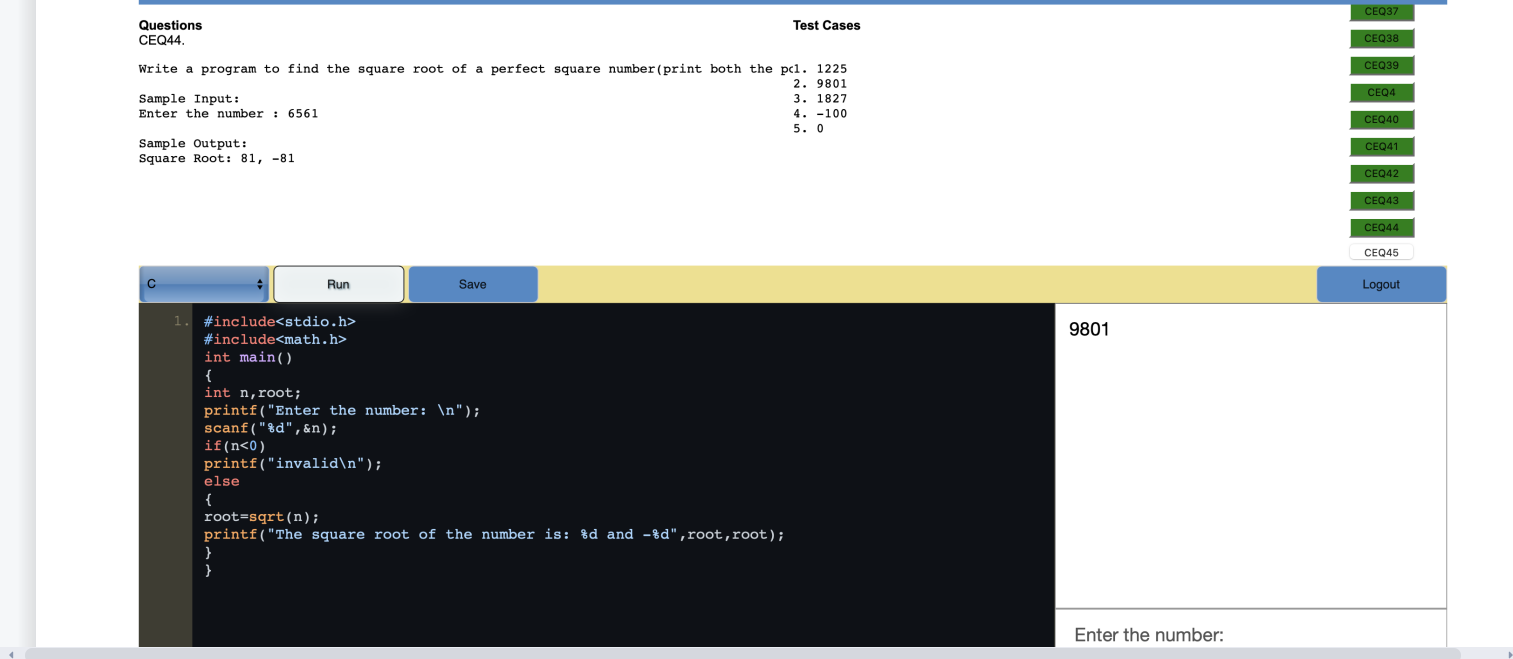 Questions
CEQ44.
Write a program to find the square root of a perfect square number(print both the
Sample Input:
Enter the number : 6561
Sample Output:
Square Root: 81, -81
Test Cases
1. 1225
2. 9801
3. 1827
4. -100
5. 0
CEQ37
CEQ38
CEQ39
CEQ4
CEQ40
CEQ41
CEQ42
CEQ43
CEQ44
CEQ45
C
Run
Save
Logout
1.
#include<stdio.h>
#include<math.h>
int main()
{
int n,root;
printf("Enter the number: \n");
scanf("%d",&n);
if(n<0)
printf("invalid\n");
else
{
root=sqrt(n);
printf("The square root of the number is: %d and -%d",root,root);
}
}
9801
Enter the number: